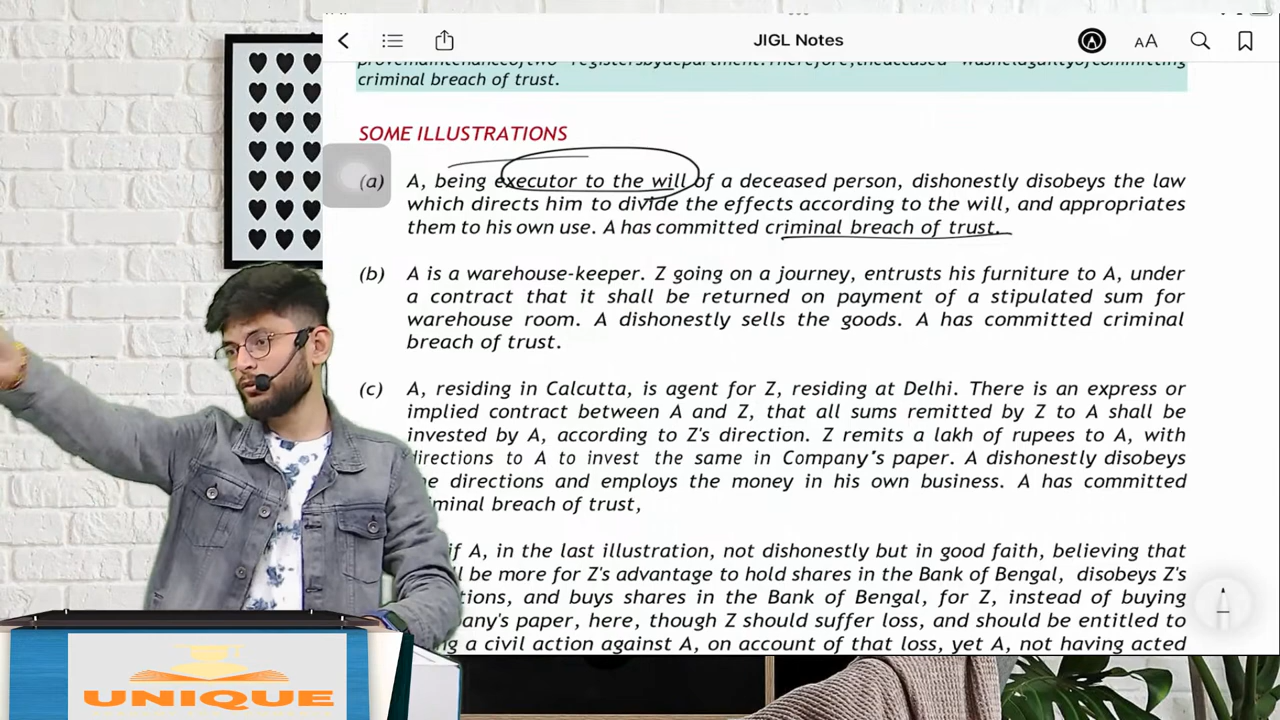 JIGL Notes
AA
provemaintenanceoftwo registersbydepartment.Therefore,thedeccased washeldguiltyofcommitting
criminal breach of trust.
SOME ILLUSTRATIONS
(a) A, being executor to the will of a deceased person, dishonestly disobeys the law
which directs him to divide the effects according to the will, and appropriates
them to his own use. A has committed criminal breach of trust.
(b) A is a warehouse-keeper. Z going on a journey, entrusts his furniture to A, under
a contract that it shall be returned on payment of a stipulated sum for
warehouse room. A dishonestly sells the goods. A has committed criminal
breach of trust.
(c) A, residing in Calcutta, is agent for Z, residing at Delhi. There is an express or
implied contract between A and Z, that all sums remitted by Z to A shall be
invested by A, according to Z's direction. Z remits a lakh of rupees to A, with
directions to A to invest the same in Company's paper. A dishonestly disobeys
directions and employs the money in his own business. A has committed
breach of trust,
if A, in the last illustration, not dishonestly but in good faith, believing that
be more for Z's advantage to hold shares in the Bank of Bengal, disobeys Z's
and buys shares in the Bank of Bengal, for Z, instead of buying
paper, here, though Z should suffer loss, and should be entitled to
a civil action against A, on account of that loss, yet A, not having acted
UNIQUE